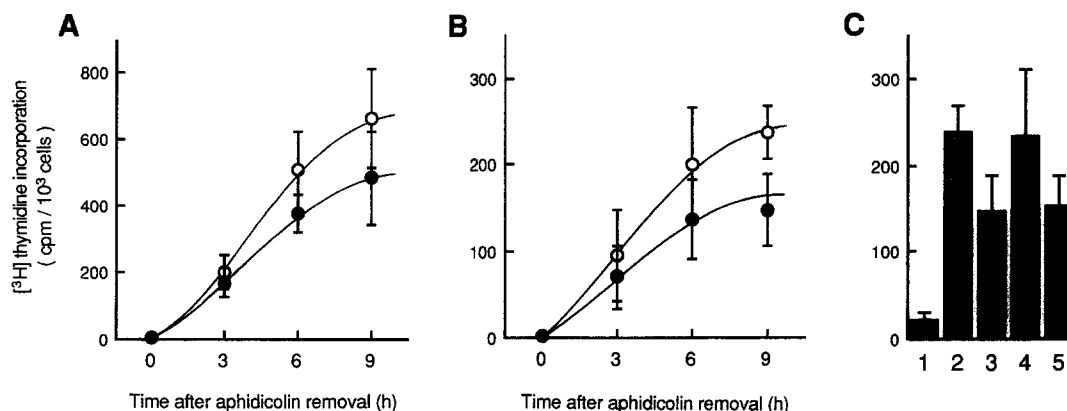 A
B
C
[³H] thymidine incorporation
( cpm / 10³ cells )
800
600
400
200
0
0 3 6 9
Time after aphidicolin removal (h)
300
200
100
0
0 3 6 9
Time after aphidicolin removal (h)
300
200
100
0
1 2 3 4 5